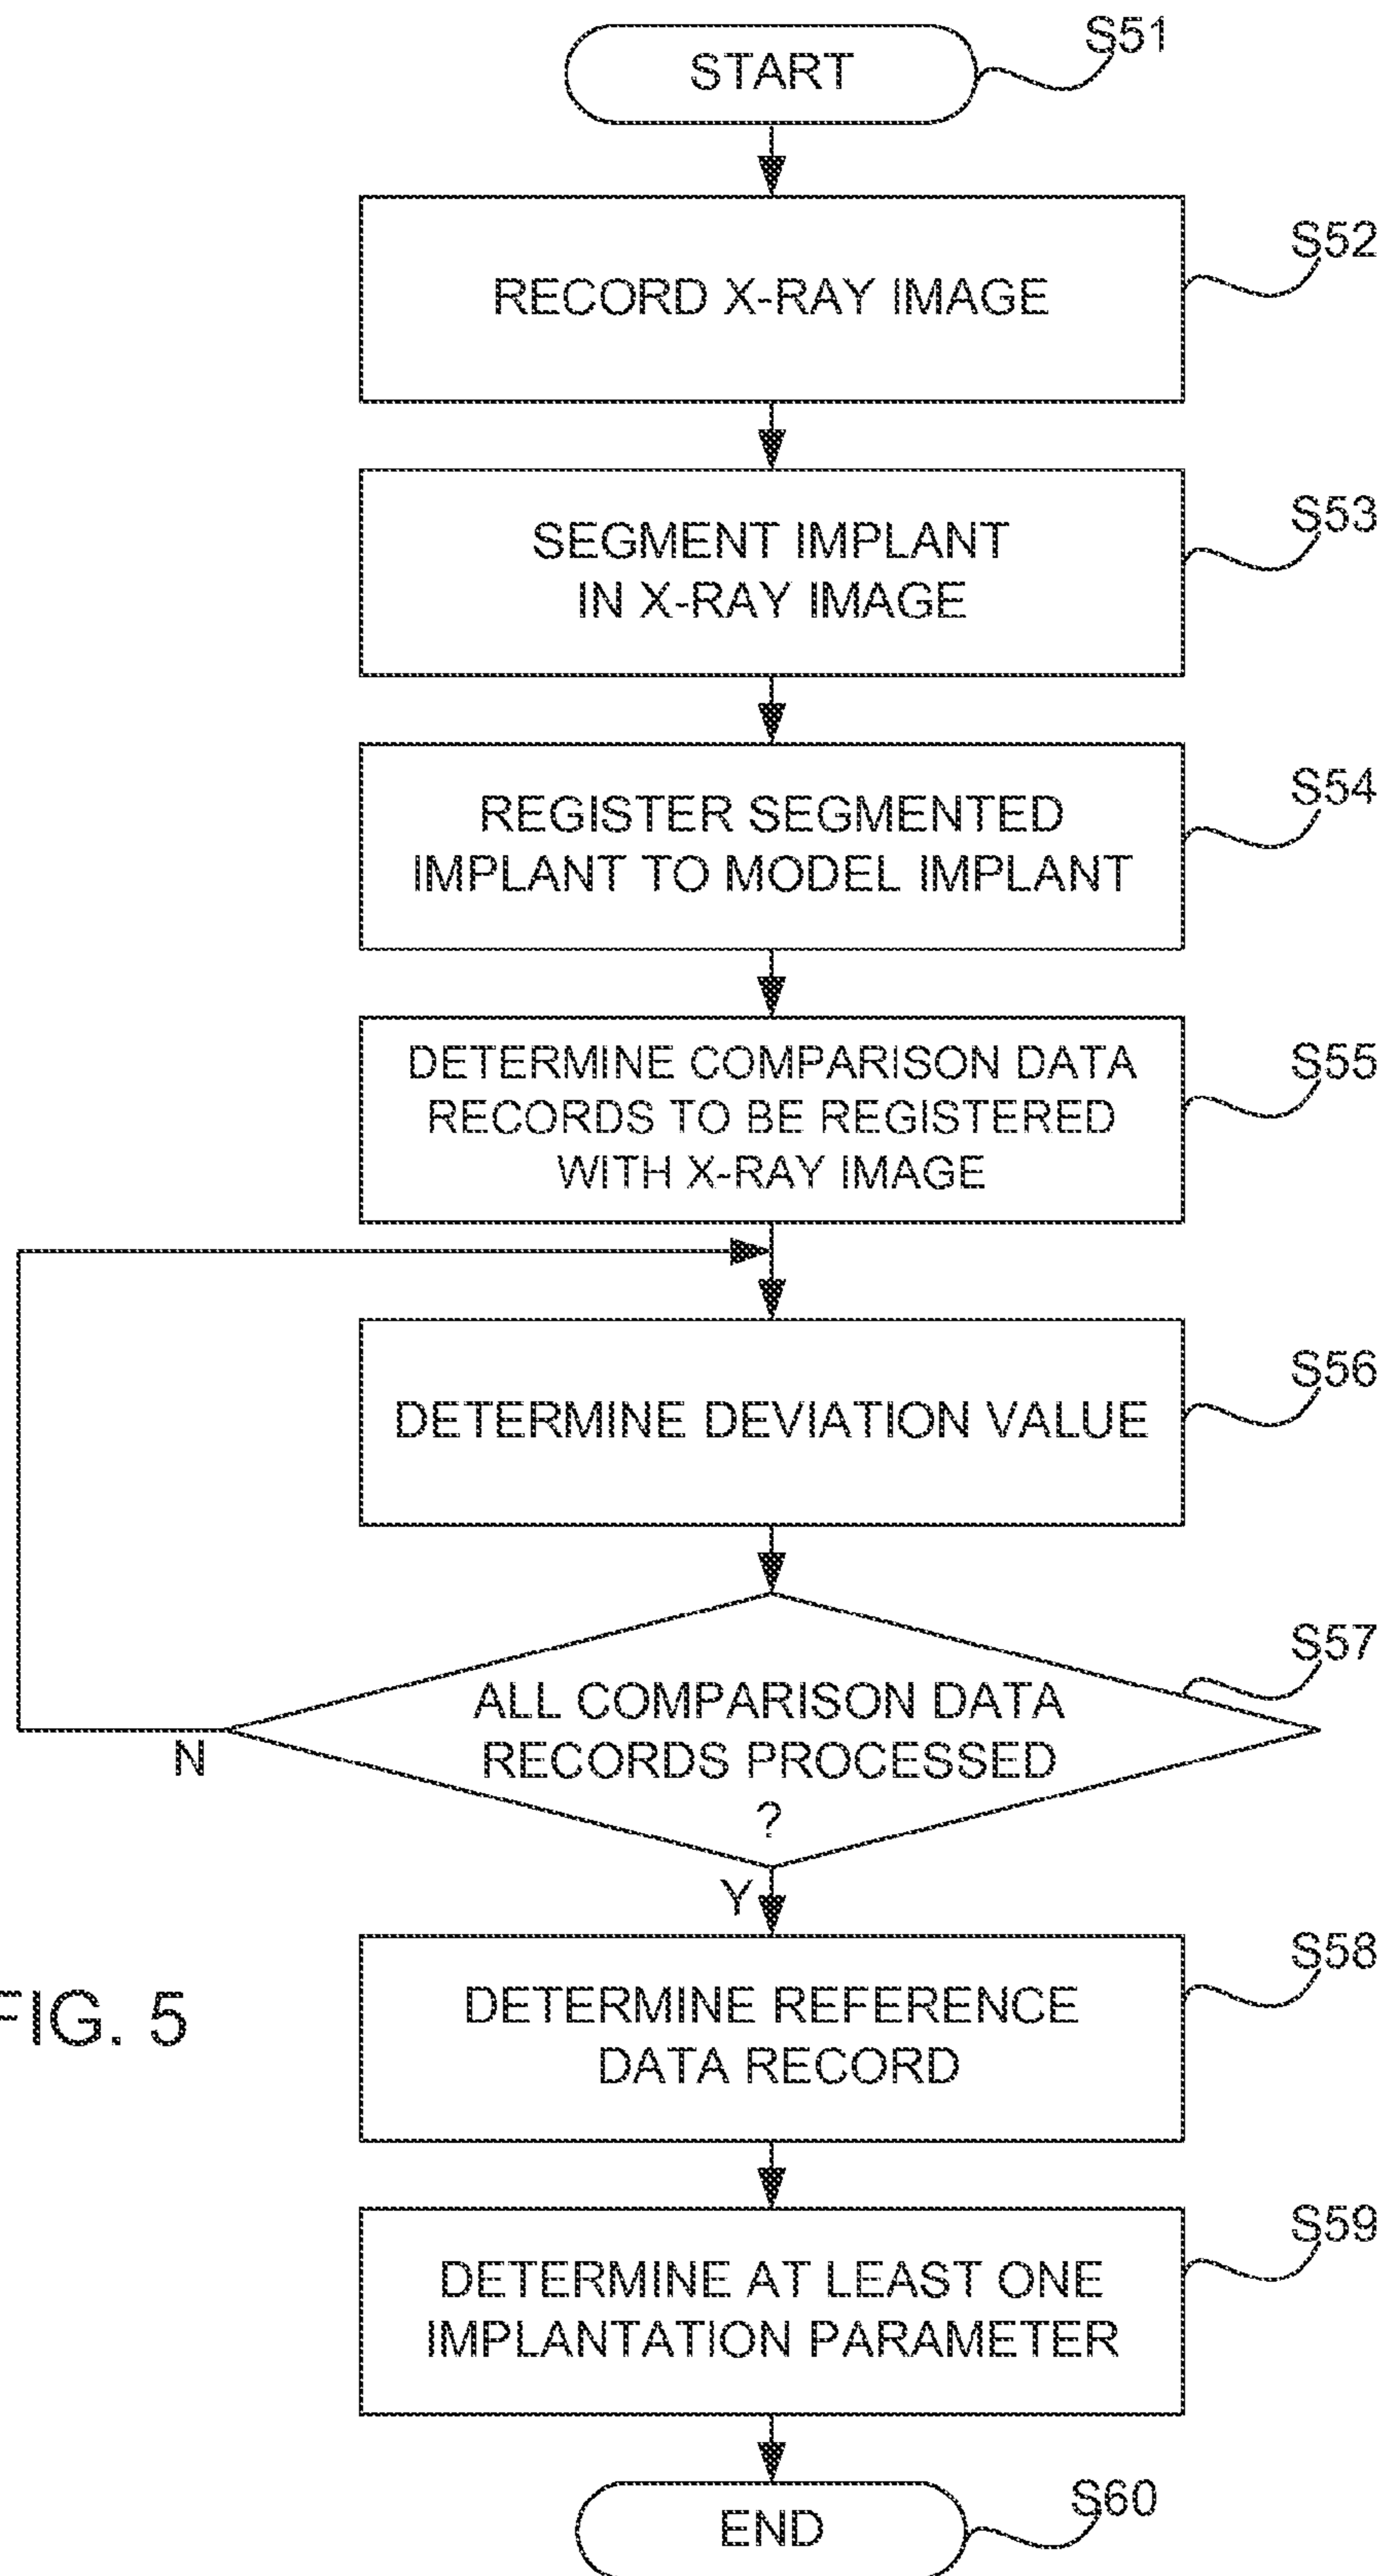 START
S51
RECORD X-RAY IMAGE
S52
SEGMENT IMPLANT
IN X-RAY IMAGE
S53
REGISTER SEGMENTED
IMPLANT TO MODEL IMPLANT
S54
DETERMINE COMPARISON DATA
RECORDS TO BE REGISTERED
WITH X-RAY IMAGE
S55
DETERMINE DEVIATION VALUE
S56
ALL COMPARISON DATA
RECORDS PROCESSED
?
S57
N
Y
DETERMINE REFERENCE
DATA RECORD
S58
FIG. 5
DETERMINE AT LEAST ONE
IMPLANTATION PARAMETER
S59
END
S60